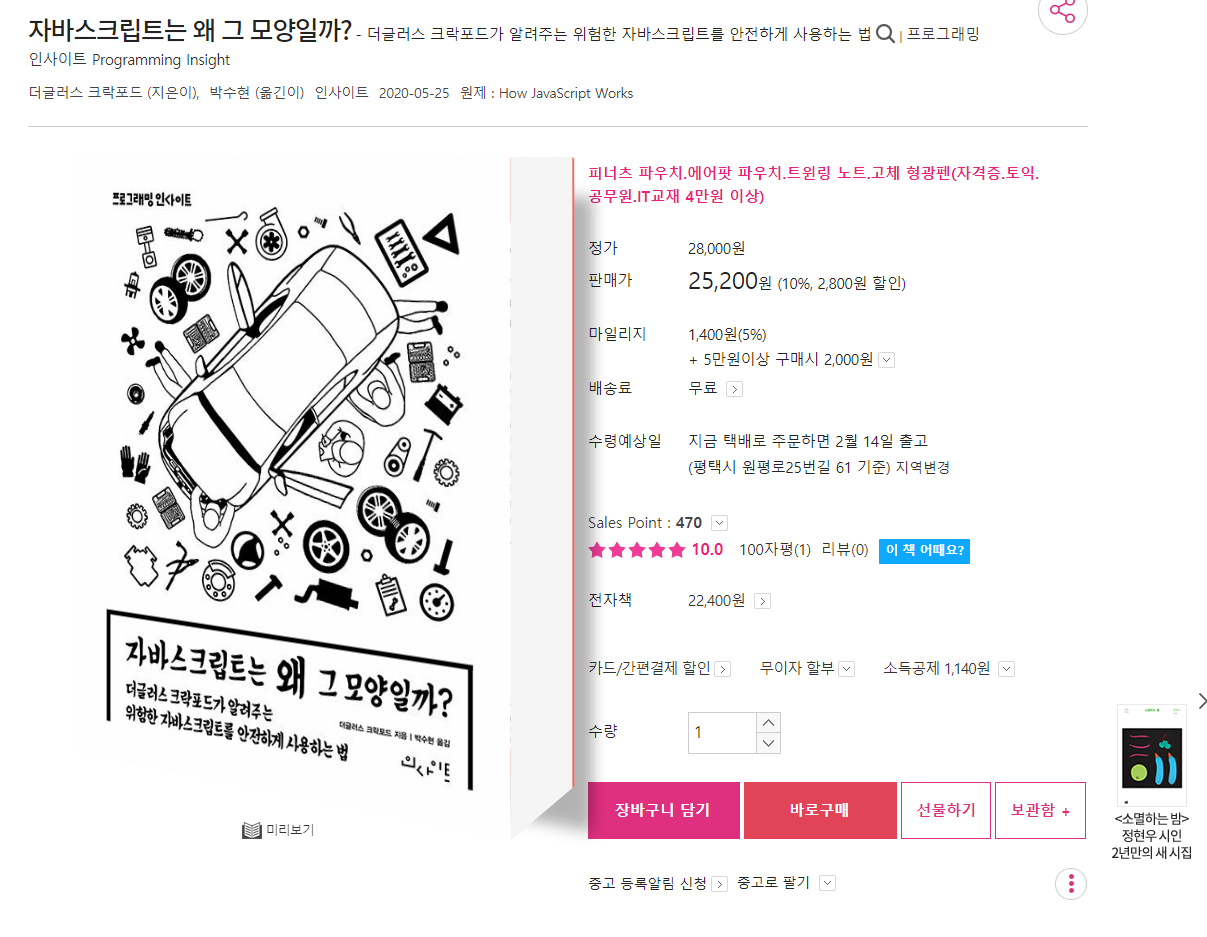 자바스크립트는 왜 그 모양일까? - 더글러스 크락포드가 알려주는 위험한 자바스크립트를 안전하게 사용하는 법 | 프로그래밍
인사이트 Programming Insight
더글러스 크락포드 (지은이), 박수현 (옮긴이) 인사이트 2020-05-25 원제 : How JavaScript Works
프로그래밍 인사이트
자바스크립트는 왜 그 모양일까?
더글러스 크락포드가 알려주는
위험한 자바스크립트를 안전하게 사용하는 법
더글러스 크락포드 지음 | 박수현 옮김
인사이트
미리보기
피너츠 파우치.에어팟 파우치.트윈링 노트.고체 형광펜(자격증.토익.
공무원.IT교재 4만원 이상)
정가 28,000원
판매가 25,200원 (10%, 2,800원 할인)
마일리지 1,400원(5%)
+ 5만원이상 구매시 2,000원
배송료 무료
수령예상일 지금 택배로 주문하면 2월 14일 출고
(평택시 원평로25번길 61 기준) 지역변경
Sales Point : 470
10.0 100자평(1) 리뷰(0) 이 책 어때요?
전자책 22,400원
카드/간편결제 할인 무이자 할부 소득공제 1,140원
수량 1
장바구니 담기 바로구매 선물하기 보관함 +
중고 등록알림 신청 중고로 팔기
<소멸하는 밤>
정현우 시인
2년만의 새 시집